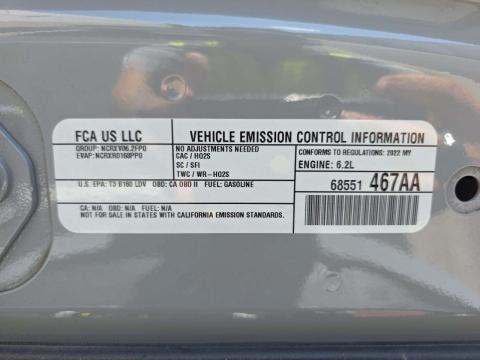 FCA US LLC
VEHICLE EMISSION CONTROL INFORMATION
GROUP: NCRXV06.2FP0
EVAP: NCRXR0168PP0
NO ADJUSTMENTS NEEDED
CAC / HO2S
SC / SFI
TWC / WR-HO2S
CONFORMS TO REGULATIONS: 2022 MY
ENGINE: 6.2L
68551 467AA
U.S. EPA: T3 B160 LDV OBD: CA OBD II FUEL: GASOLINE
CA: N/A OBD: N/A FUEL: N/A
NOT FOR SALE IN STATES WITH CALIFORNIA EMISSION STANDARDS.